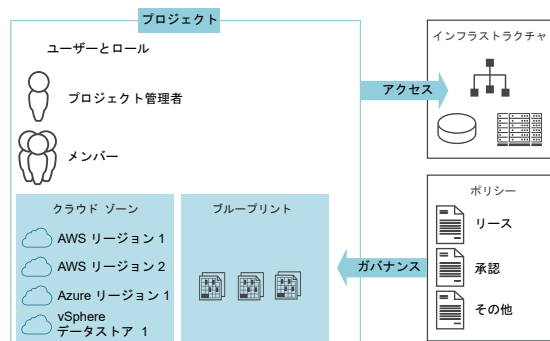 プロジェクト
ユーザーとロール
プロジェクト管理者
メンバー
クラウド ゾーン
AWS リージョン 1
AWS リージョン 2
Azure リージョン 1
vSphere
データストア 1
ブループリント
アクセス
ガバナンス
インフラストラクチャ
ポリシー
リース
承認
その他